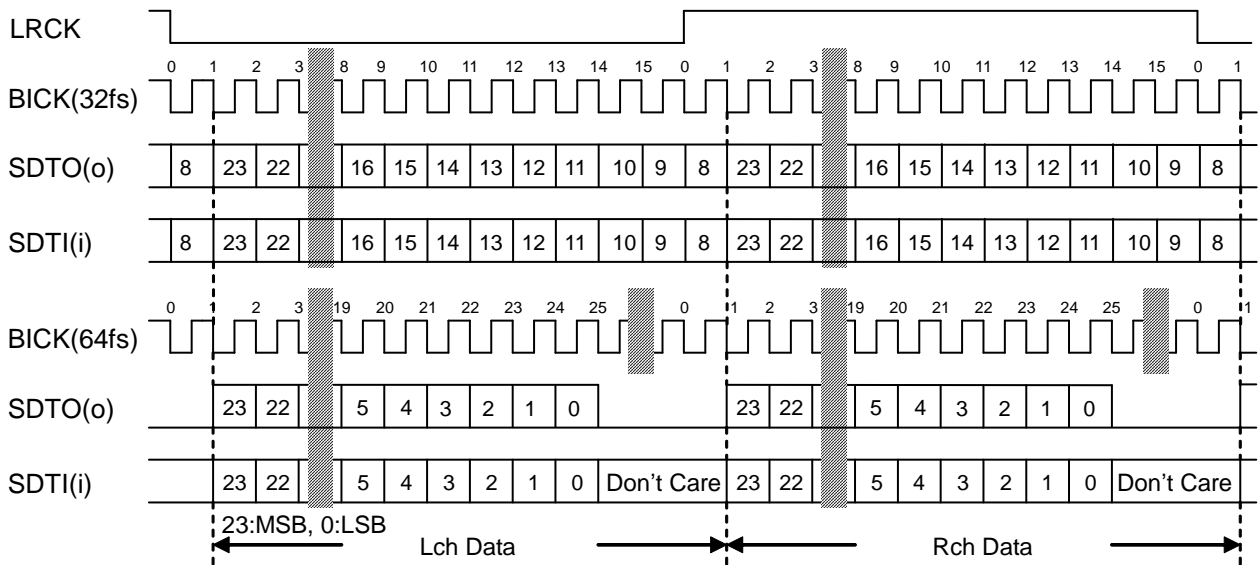 LRCK
0 1 2 3 8 9 10 11 12 13 14 15 0 1 2 3 8 9 10 11 12 13 14 15 0 1
BICK(32fs)
SDTO(o) 8 23 22 16 15 14 13 12 11 10 9 8 23 22 16 15 14 13 12 11 10 9 8
SDTI(i) 8 23 22 16 15 14 13 12 11 10 9 8 23 22 16 15 14 13 12 11 10 9 8
0 1 2 3 19 20 21 22 23 24 25 0 1 2 3 19 20 21 22 23 24 25 0 1
BICK(64fs)
SDTO(o) 23 22 5 4 3 2 1 0 23 22 5 4 3 2 1 0
SDTI(i) 23 22 5 4 3 2 1 0 Don't Care 23 22 5 4 3 2 1 0 Don't Care
23:MSB, 0:LSB
Lch Data Rch Data